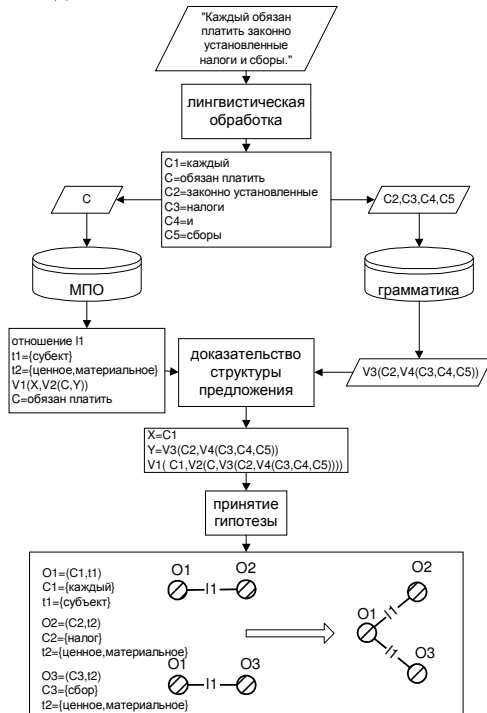 "Каждый обязан
платить законно
установленные
налоги и сборы."
лингвистическая
обработка
C1=каждый
C=обязан платить
C2=законно установленные
C3=налоги
C4=и
C5=сборы
C
C2,C3,C4,C5
МПО
грамматика
отношение I1
t1={субект}
t2={ценное,материальное}
V1(X,V2(C,Y))
C=обязан платить
доказательство
структуры
предложения
V3(C2,V4(C3,C4,C5))
X=C1
Y=V3(C2,V4(C3,C4,C5))
V1( C1,V2(C,V3(C2,V4(C3,C4,C5))))
принятие
гипотезы
O1=(C1,t1)
C1={каждый}
t1={субъект}
O2=(C2,t2)
C2={налог}
t2={ценное,материальное}
O3=(C3,t2)
C3={сбор}
t2={ценное,материальное}
O1 O2
I1
O1 O3
I1
O2
I1
O1
I1
O3